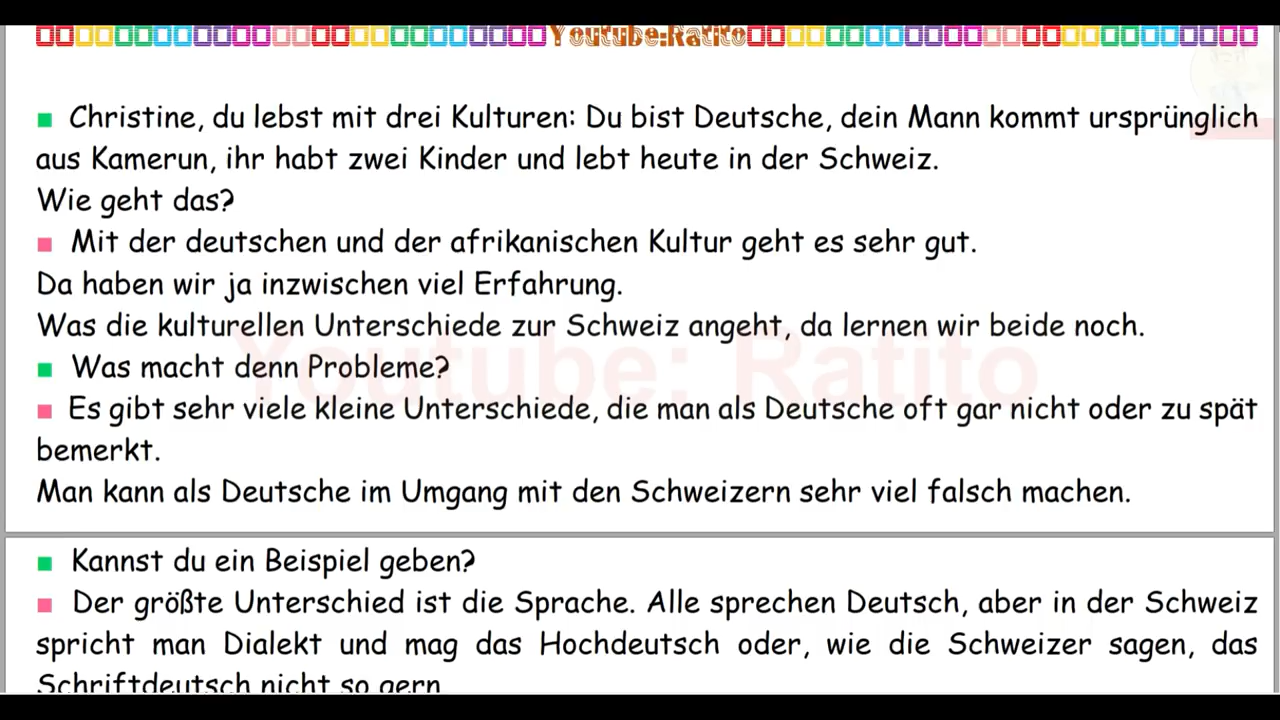 Youtube:Ratito
Christine, du lebst mit drei Kulturen: Du bist Deutsche, dein Mann kommt ursprünglich
aus Kamerun, ihr habt zwei Kinder und lebt heute in der Schweiz.
Wie geht das?
Mit der deutschen und der afrikanischen Kultur geht es sehr gut.
Da haben wir ja inzwischen viel Erfahrung.
Was die kulturellen Unterschiede zur Schweiz angeht, da lernen wir beide noch.
Youtube: Ratito
Was macht denn Probleme?
Es gibt sehr viele kleine Unterschiede, die man als Deutsche oft gar nicht oder zu spät
bemerkt.
Man kann als Deutsche im Umgang mit den Schweizern sehr viel falsch machen.
Kannst du ein Beispiel geben?
Der größte Unterschied ist die Sprache. Alle sprechen Deutsch, aber in der Schweiz
spricht man Dialekt und mag das Hochdeutsch oder, wie die Schweizer sagen, das
Schriftdeutsch nicht so gern